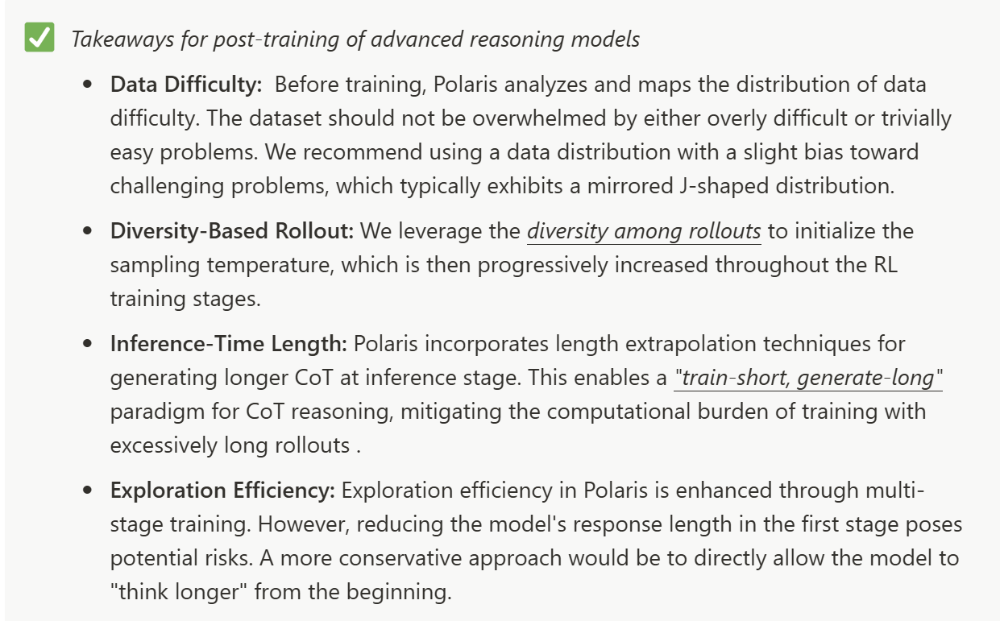 Takeaways for post-training of advanced reasoning models
• Data Difficulty: Before training, Polaris analyzes and maps the distribution of data
difficulty. The dataset should not be overwhelmed by either overly difficult or trivially
easy problems. We recommend using a data distribution with a slight bias toward
challenging problems, which typically exhibits a mirrored J-shaped distribution.
• Diversity-Based Rollout: We leverage the diversity among rollouts to initialize the
sampling temperature, which is then progressively increased throughout the RL
training stages.
• Inference-Time Length: Polaris incorporates length extrapolation techniques for
generating longer CoT at inference stage. This enables a "train-short, generate-long"
paradigm for CoT reasoning, mitigating the computational burden of training with
excessively long rollouts .
• Exploration Efficiency: Exploration efficiency in Polaris is enhanced through multi-
stage training. However, reducing the model's response length in the first stage poses
potential risks. A more conservative approach would be to directly allow the model to
"think longer" from the beginning.